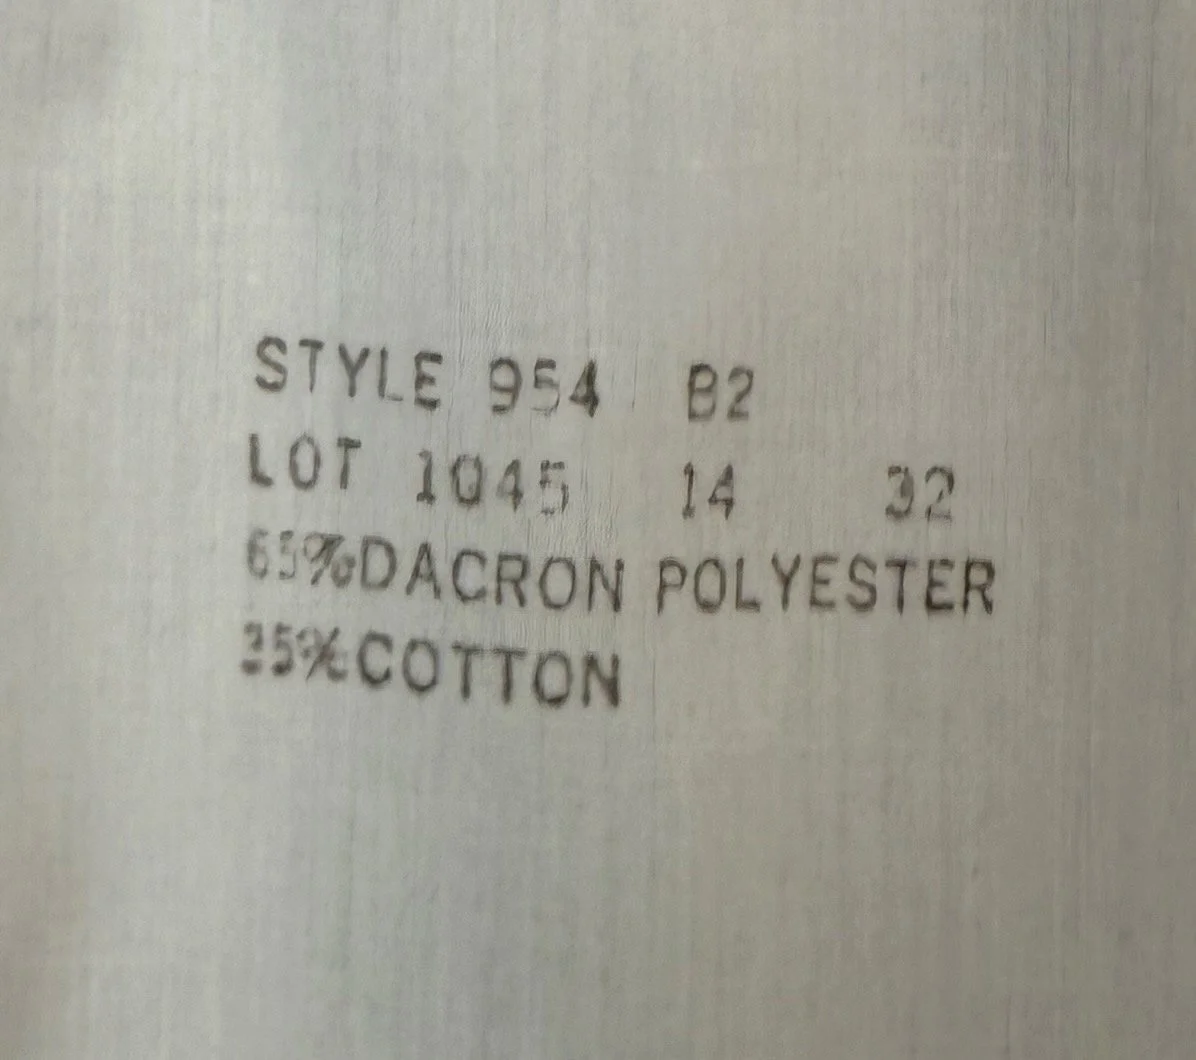 STYLE 954 B2
LOT 1045 14 32
65%DACRON POLYESTER
35%COTTON